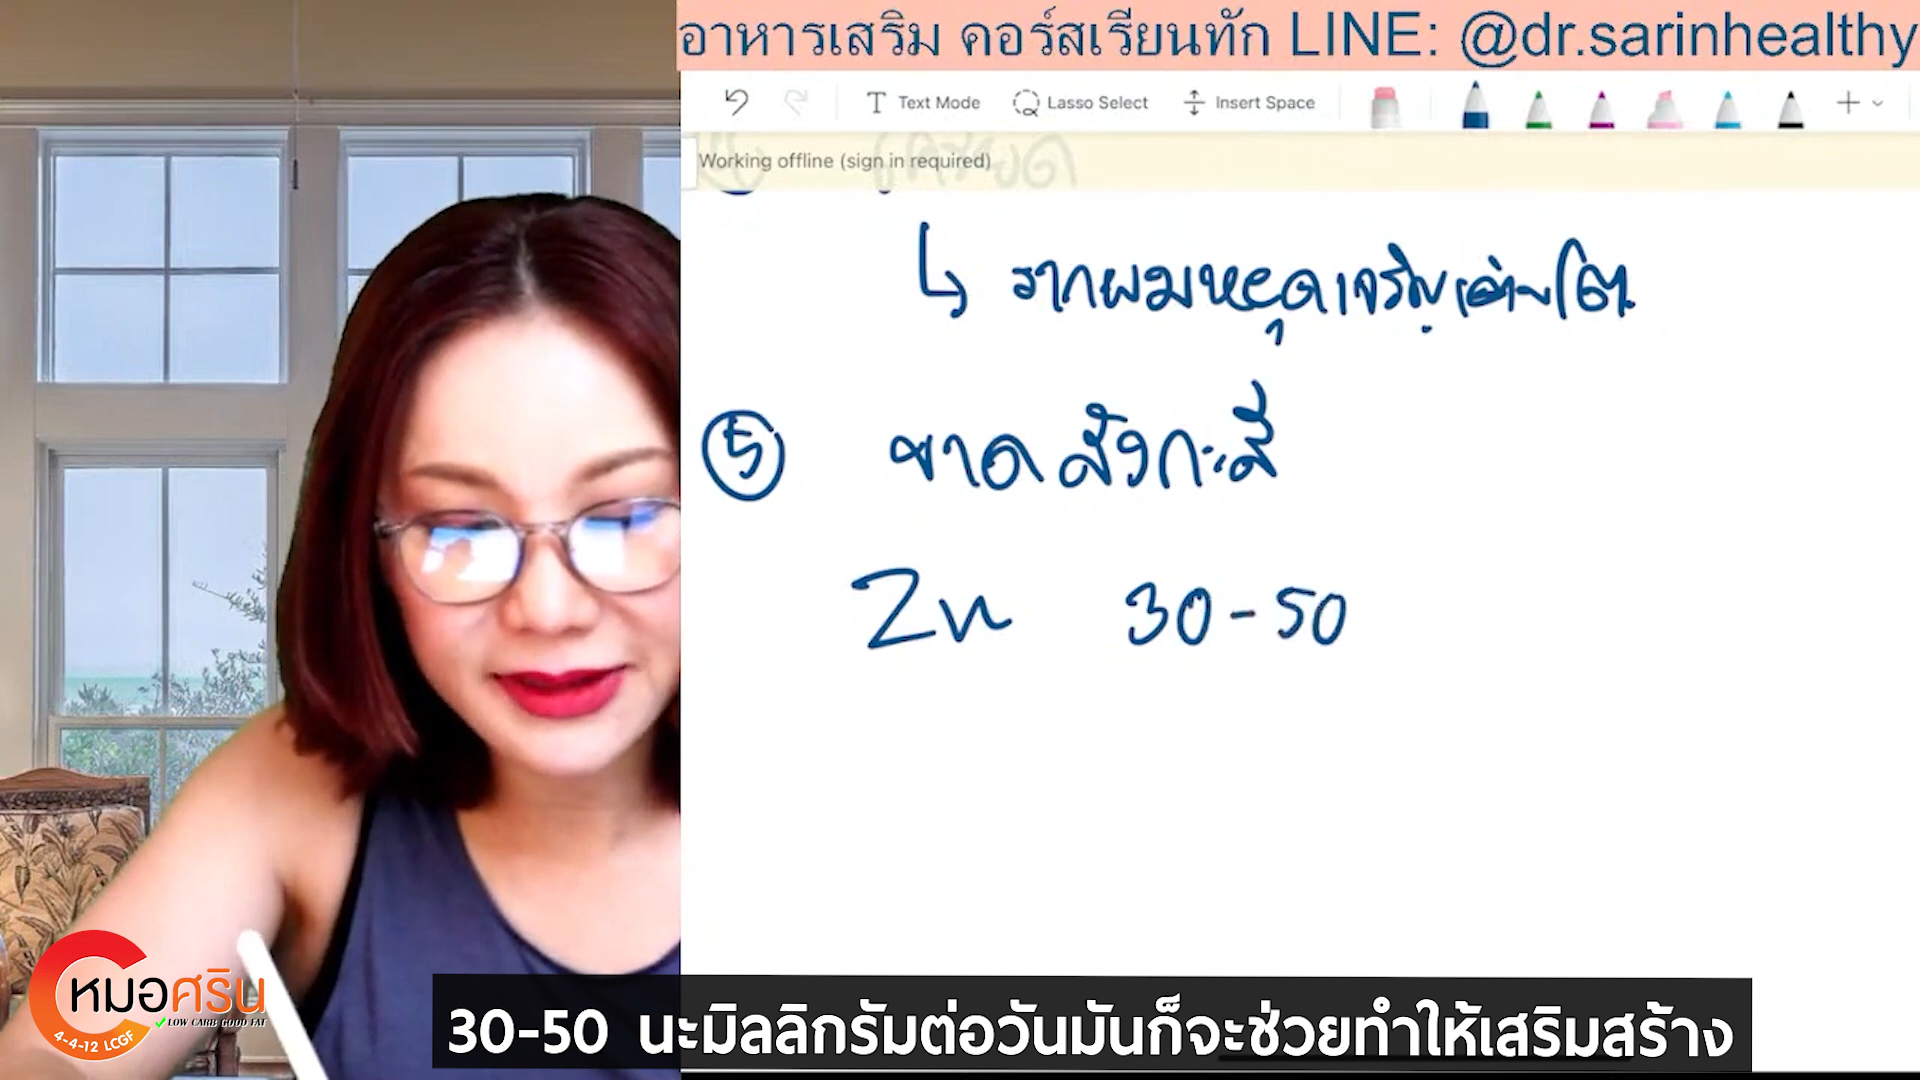 อาหารเสริม คอร์สเรียนทัก LINE: @dr.sarinhealthy
Text Mode Lasso Select Insert Space
Working offline (sign in required)
เครียด
↳ รากผมหยุดเจริญเติบโต
⑤ ขาดสังกะสี
Zn 30-50
หมอศริน
LOW CARB GOOD FAT
4-4-12 LCGF
30-50 นะมิลลิกรัมต่อวันมันก็จะช่วยทำให้เสริมสร้าง